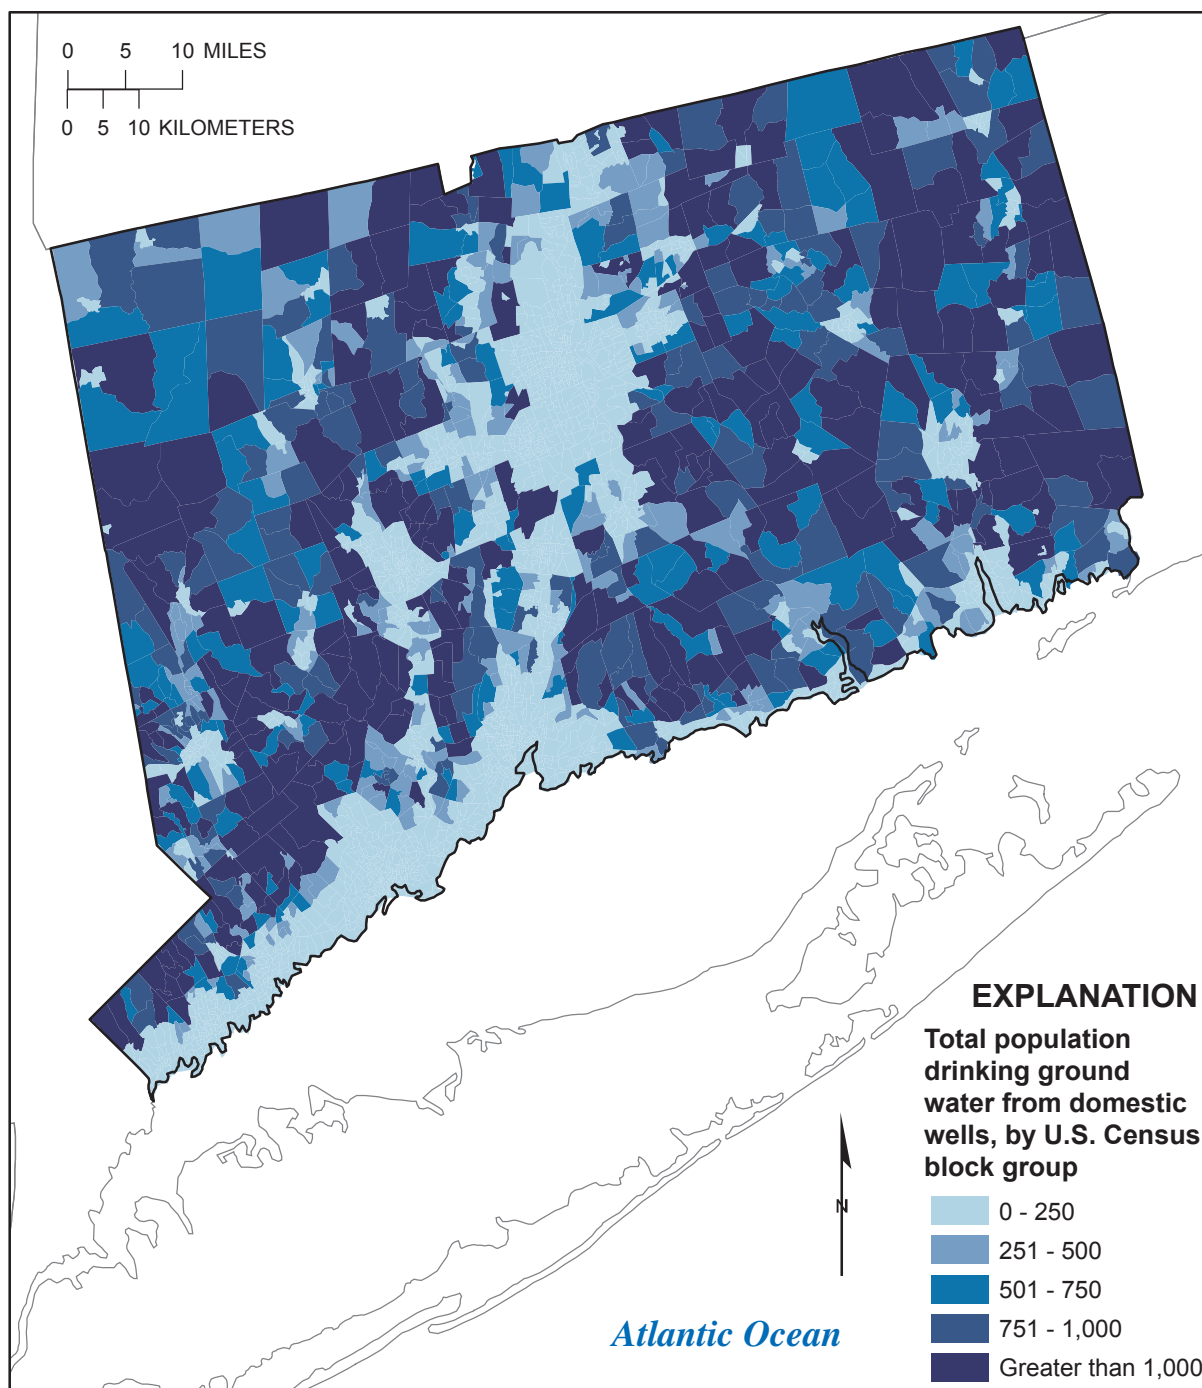 0 5 10 MILES
0 5 10 KILOMETERS
EXPLANATION
Total population
drinking ground
water from domestic
wells, by U.S. Census
block group
0 - 250
251 - 500
501 - 750
751 - 1,000
Greater than 1,000
N
Atlantic Ocean